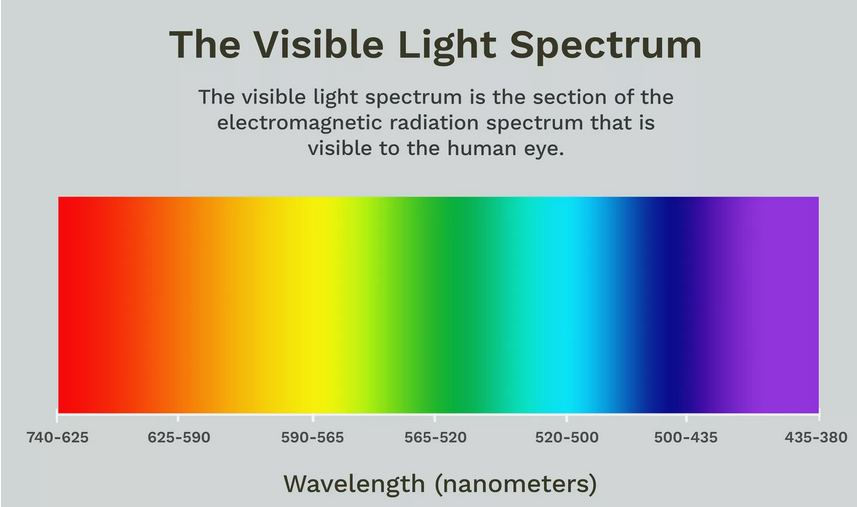 The Visible Light Spectrum
The visible light spectrum is the section of the
electromagnetic radiation spectrum that is
visible to the human eye.
740-625 625-590 590-565 565-520 520-500 500-435 435-380
Wavelength (nanometers)